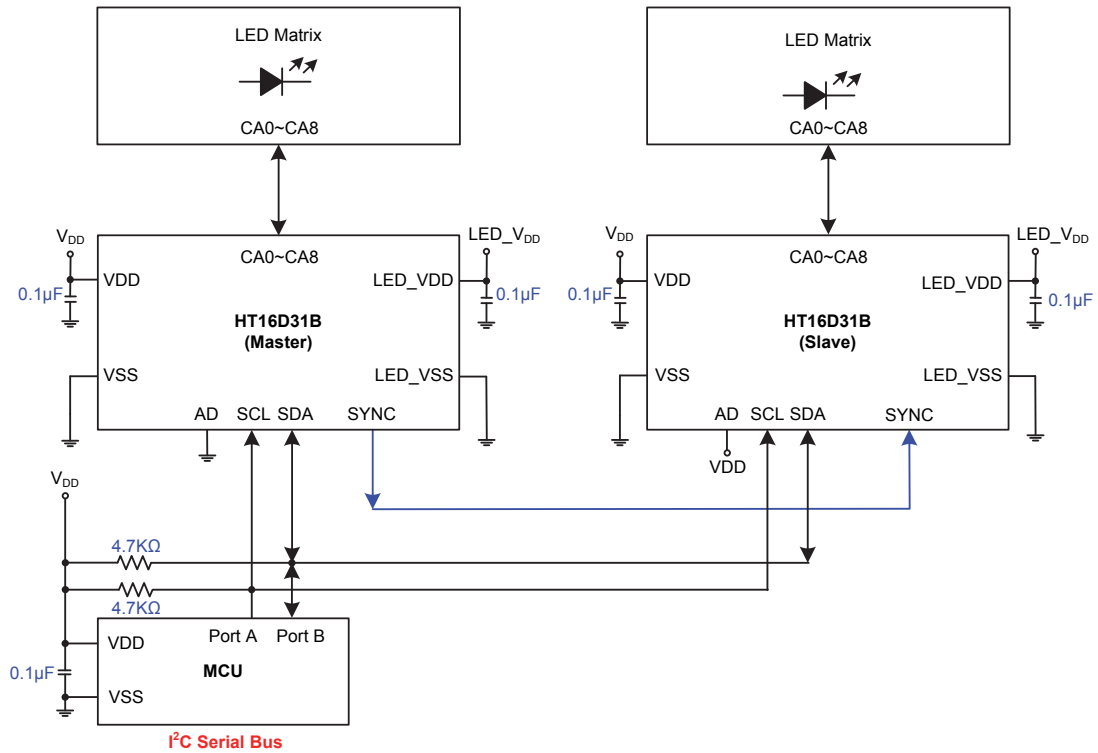 LED Matrix
CA0~CA8
LED Matrix
CA0~CA8
VDD
CA0~CA8
LED_VDD
VDD
CA0~CA8
LED_VDD
VDD
LED_VDD
VDD
LED_VDD
0.1µF
0.1µF
0.1µF
0.1µF
HT16D31B
(Master)
HT16D31B
(Slave)
VSS
LED_VSS
VSS
LED_VSS
AD SCL SDA SYNC
AD SCL SDA SYNC
VDD
VDD
4.7KΩ
4.7KΩ
Port A Port B
VDD
MCU
0.1µF
VSS
I²C Serial Bus